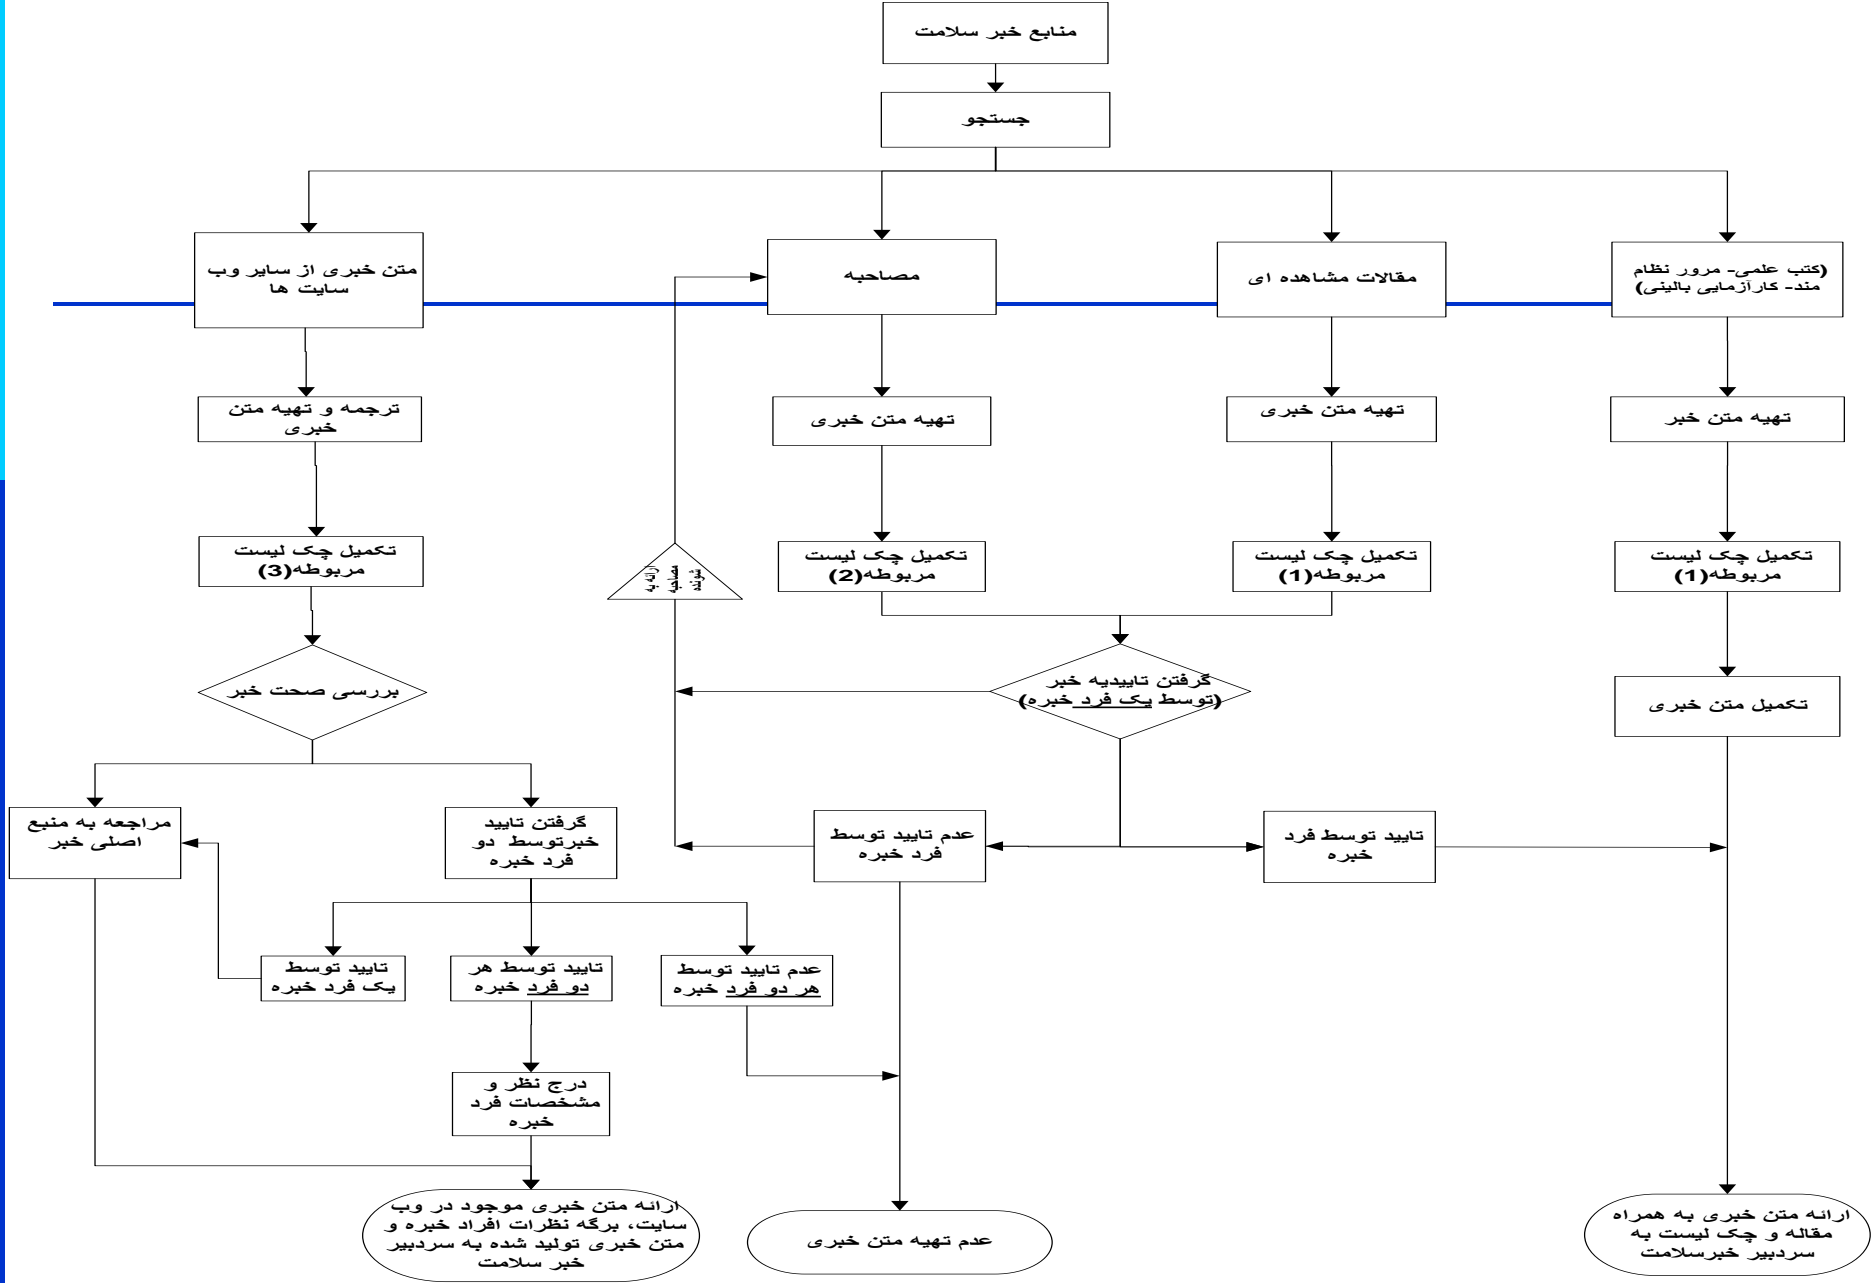 منابع خبر سلامت
جستجو
(کتب علمی- مرور نظام
مند- کارآزمایی بالینی)
مقالات مشاهده ای
مصاحبه
متن خبری از سایر وب
سایت ها
تهیه متن خبر
تهیه متن خبری
تهیه متن خبری
ترجمه و تهیه متن
خبری
تکمیل چک لیست
مربوطه(1)
تکمیل چک لیست
مربوطه(1)
تکمیل چک لیست
مربوطه(2)
ارائه به
مصاحبه
شونده
تکمیل چک لیست
مربوطه(3)
تکمیل متن خبری
گرفتن تاییدیه خبر
(توسط یک فرد خبره)
بررسی صحت خبر
تایید توسط فرد
خبره
عدم تایید توسط
فرد خبره
گرفتن تایید
خبرتوسط دو
فرد خبره
مراجعه به منبع
اصلی خبر
عدم تایید توسط
هر دو فرد خبره
تایید توسط هر
دو فرد خبره
تایید توسط
یک فرد خبره
درج نظر و
مشخصات فرد
خبره
ارائه متن خبری به همراه
مقاله و چک لیست به
سردبیر خبرسلامت
عدم تهیه متن خبری
ارائه متن خبری موجود در وب
سایت، برگه نظرات افراد خبره و
متن خبری تولید شده به سردبیر
خبر سلامت